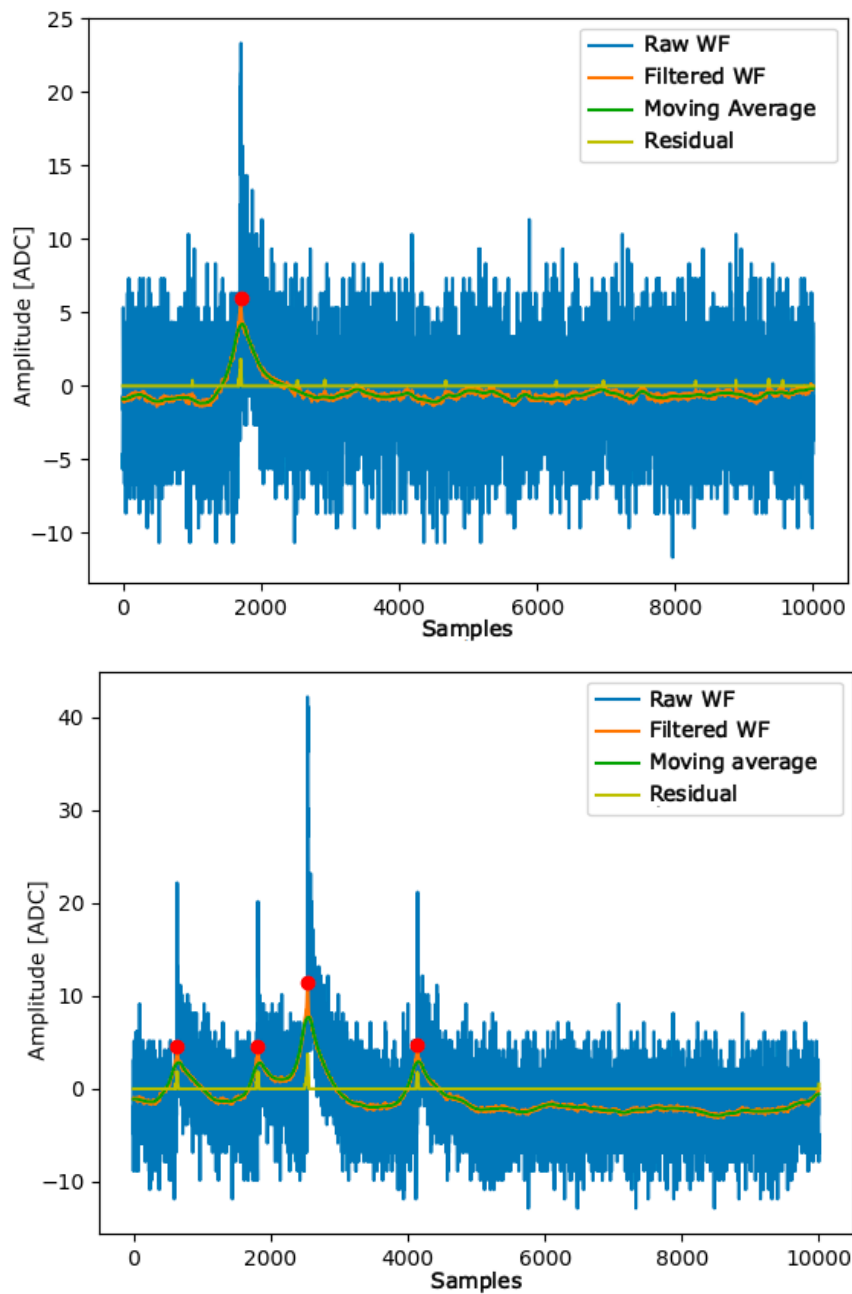 25
20
15
10
5
0
−5
−10
Amplitude [ADC]
Raw WF
Filtered WF
Moving Average
Residual
0 2000 4000 6000 8000 10000
Samples
40
30
20
10
0
−10
Amplitude [ADC]
Raw WF
Filtered WF
Moving average
Residual
0 2000 4000 6000 8000 10000
Samples